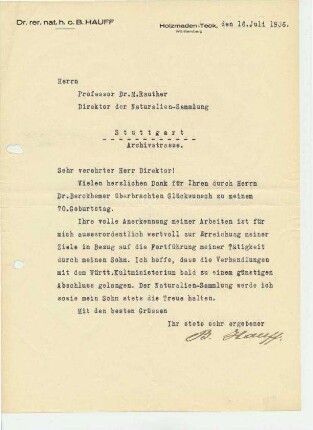 Dr. rer. nat. h. c. B. HAUFF
Holzmaden-Teck, den 16.Juli 1936.
Württemberg
Herrn
Professor Dr.M.Rauther
Direktor der Naturalien-Sammlung
Stuttgart
Archivstrasse.
Sehr verehrter Herr Direktor!
Vielen herzlichen Dank für Ihren durch Herrn
Dr.Berckhemer überbrachten Glückwunsch zu meinem
70.Geburtstag.
Ihre volle Anerkennung meiner Arbeiten ist für
mich ausserordentlich wertvoll zur Erreichung meiner
Ziele in Bezug auf die Fortführung meiner Tätigkeit
durch meinen Sohn. Ich hoffe, dass die Verhandlungen
mit dem Württ.Kultministerium bald zu einem günstigen
Abschluse gelangen. Der Naturalien-Sammlung werde ich
sowie mein Sohn stets die Treue halten.
Mit den besten Grüssen
Ihr stets sehr ergebener
B. Hauff.